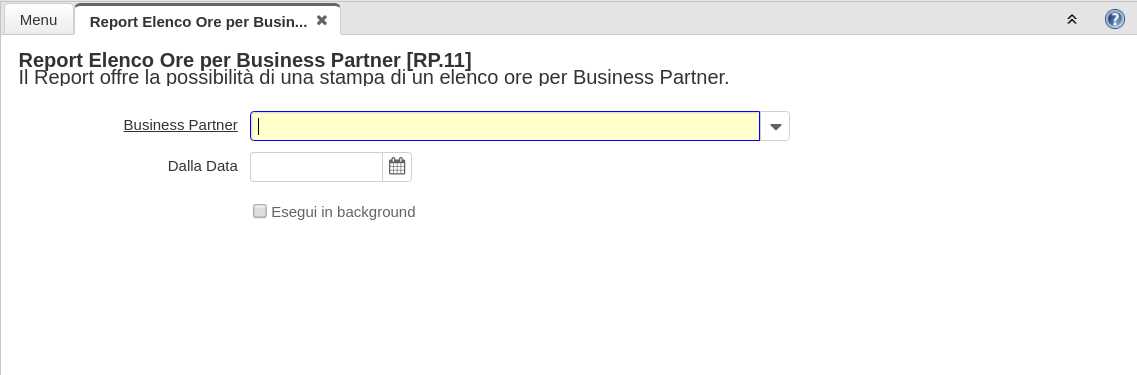 Menu
Report Elenco Ore per Busin...
Report Elenco Ore per Business Partner [RP.11]
Il Report offre la possibilità di una stampa di un elenco ore per Business Partner.
Business Partner
Dalla Data
Esegui in background